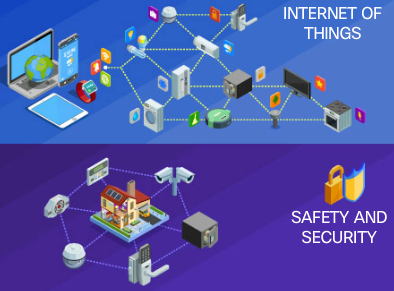 INTERNET OF
THINGS
SAFETY AND
SECURITY